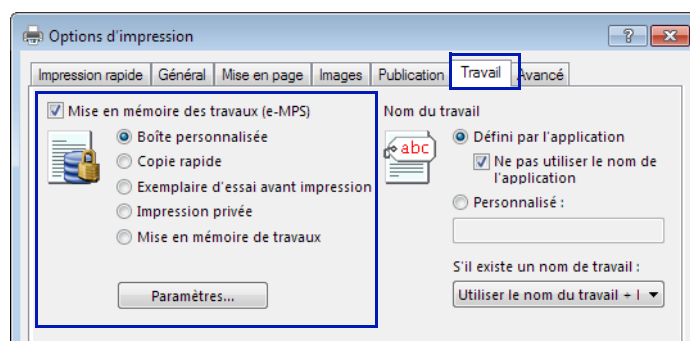 Options d'impression
Impression rapide Général Mise en page Images Publication Travail Avancé
Mise en mémoire des travaux (e-MPS)
Boîte personnalisée
Copie rapide
Exemplaire d'essai avant impression
Impression privée
Mise en mémoire de travaux
Paramètres...
Nom du travail
abc
Défini par l'application
Ne pas utiliser le nom de
l'application
Personnalisé :
S'il existe un nom de travail :
Utiliser le nom du travail +